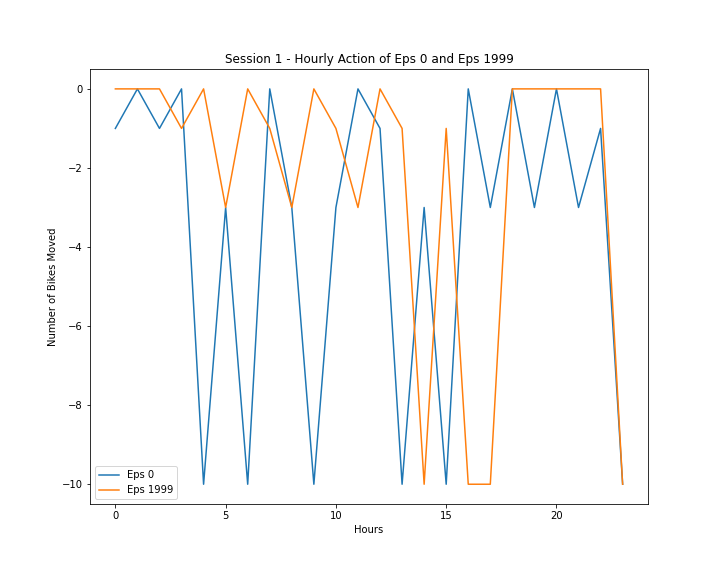 Session 1 - Hourly Action of Eps 0 and Eps 1999
Number of Bikes Moved
0
−2
−4
−6
−8
−10
Eps 0
Eps 1999
0 5 10 15 20
Hours